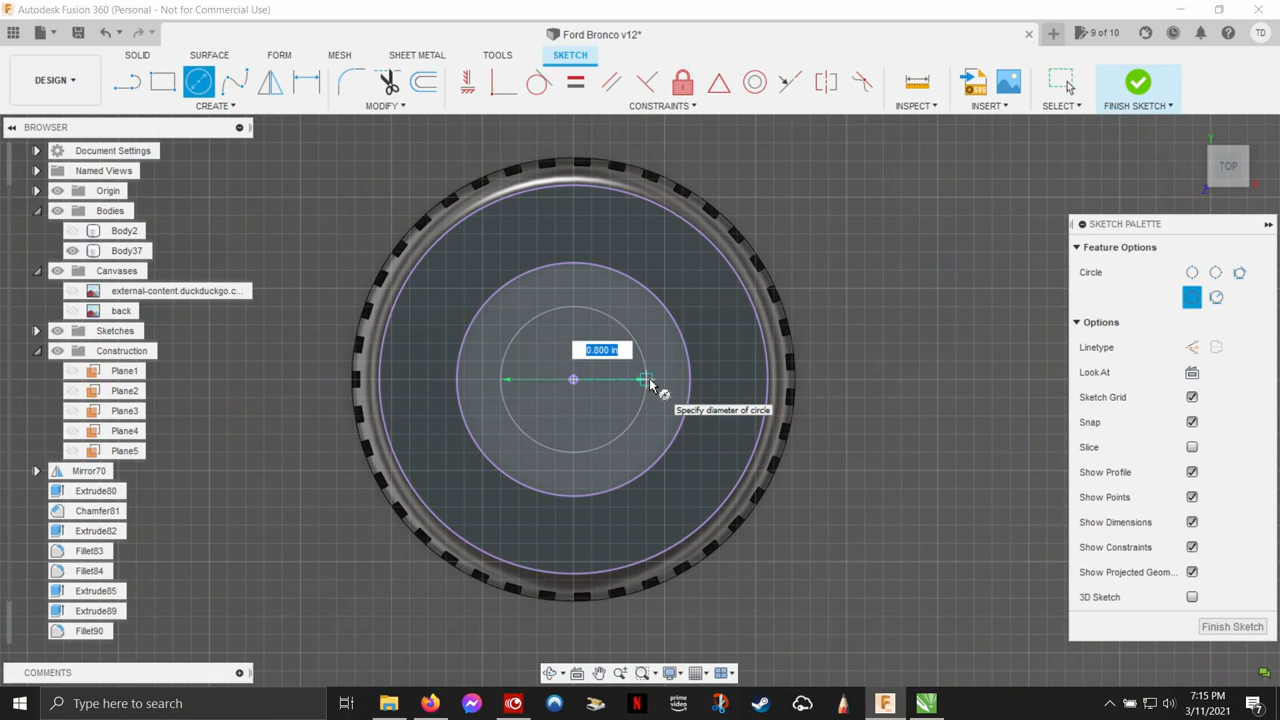 Autodesk Fusion 360 (Personal - Not for Commercial Use)
Ford Bronco v12*
9 of 10
TD
DESIGN
SOLID
SURFACE
FORM
MESH
SHEET METAL
TOOLS
SKETCH
CREATE
MODIFY
CONSTRAINTS
INSPECT
INSERT
SELECT
FINISH SKETCH
BROWSER
Document Settings
Named Views
Origin
Bodies
Body2
Body37
Canvases
external-content.duckduckgo.c...
back
Sketches
Construction
Plane1
Plane2
Plane3
Plane4
Plane5
Mirror70
Extrude80
Chamfer81
Extrude82
Fillet83
Fillet84
Extrude85
Extrude89
Fillet90
COMMENTS
0.800 in
Specify diameter of circle
Y
TOP
Z
X
SKETCH PALETTE
Feature Options
Circle
Options
Linetype
Look At
Sketch Grid
Snap
Slice
Show Profile
Show Points
Show Dimensions
Show Constraints
Show Projected Geom...
3D Sketch
Finish Sketch
Type here to search
prime video
7:15 PM
3/11/2021